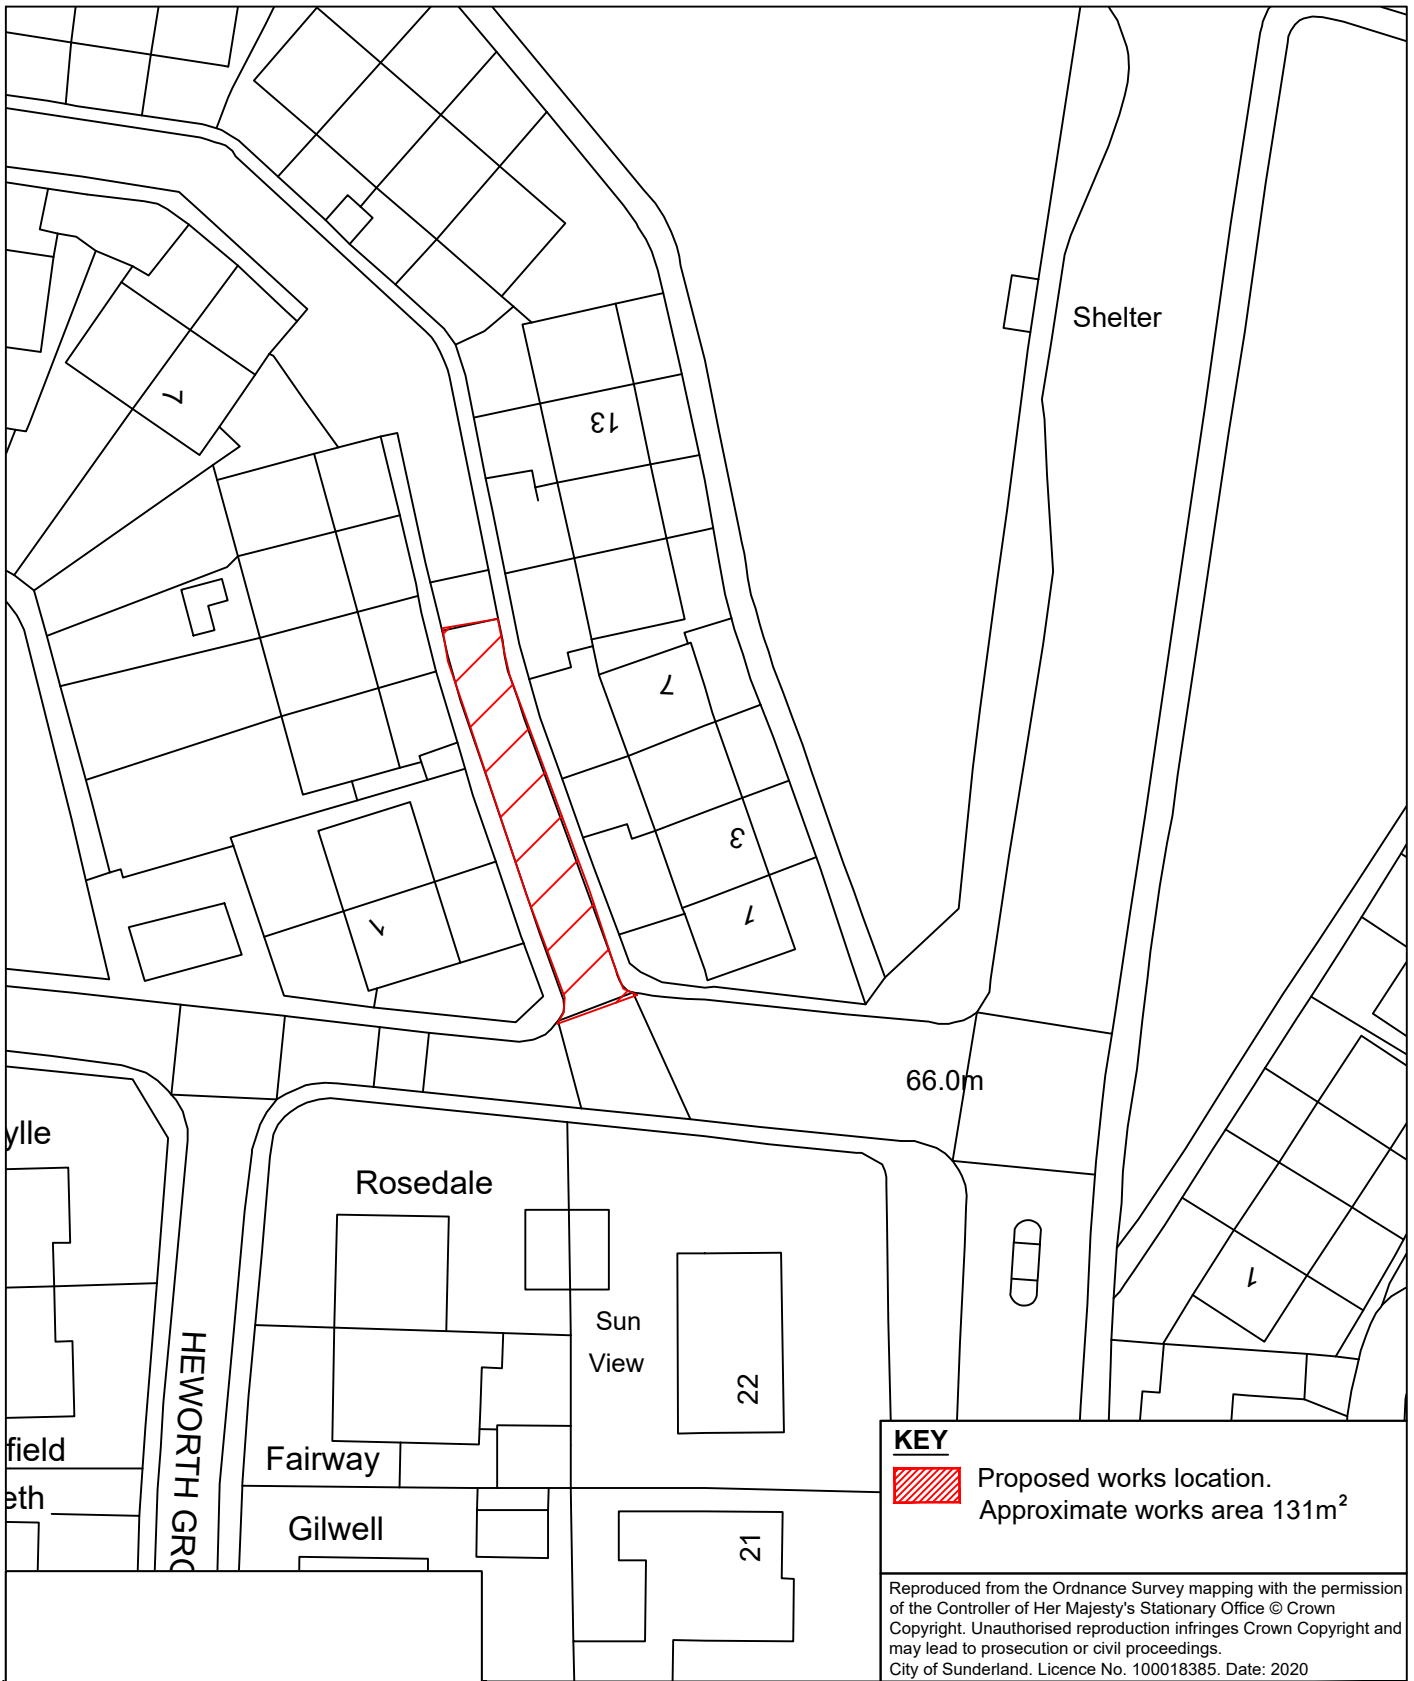 Shelter
13
7
7
3
1
1
66.0m
ylle
Rosedale
Sun
View
22
1
HEWORTH GRO
field
Fairway
eth
Gilwell
21
KEY
Proposed works location.
Approximate works area 131m²
Reproduced from the Ordnance Survey mapping with the permission
of the Controller of Her Majesty's Stationary Office © Crown
Copyright. Unauthorised reproduction infringes Crown Copyright and
may lead to prosecution or civil proceedings.
City of Sunderland. Licence No. 100018385. Date: 2020